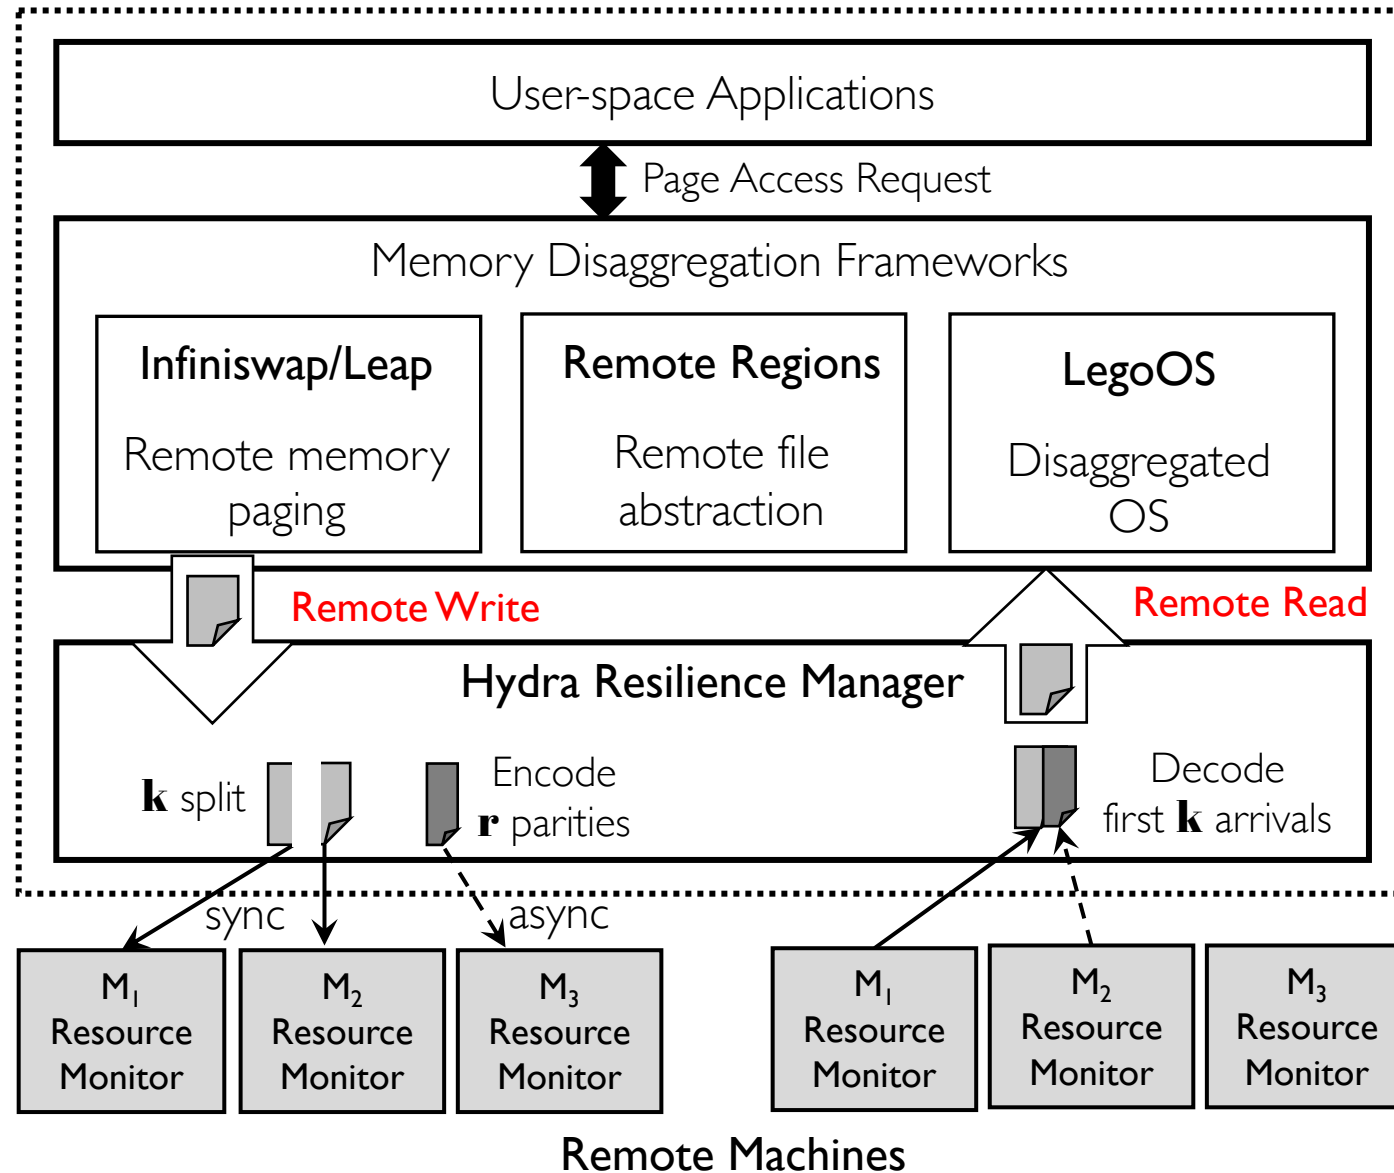 User-space Applications
Page Access Request
Memory Disaggregation Frameworks
Infiniswap/Leap
Remote memory
paging
Remote Regions
Remote file
abstraction
LegoOS
Disaggregated
OS
Remote Write
Remote Read
Hydra Resilience Manager
k split
Encode
r parities
Decode
first k arrivals
sync
async
M1
Resource
Monitor
M2
Resource
Monitor
M3
Resource
Monitor
M1
Resource
Monitor
M2
Resource
Monitor
M3
Resource
Monitor
Remote Machines